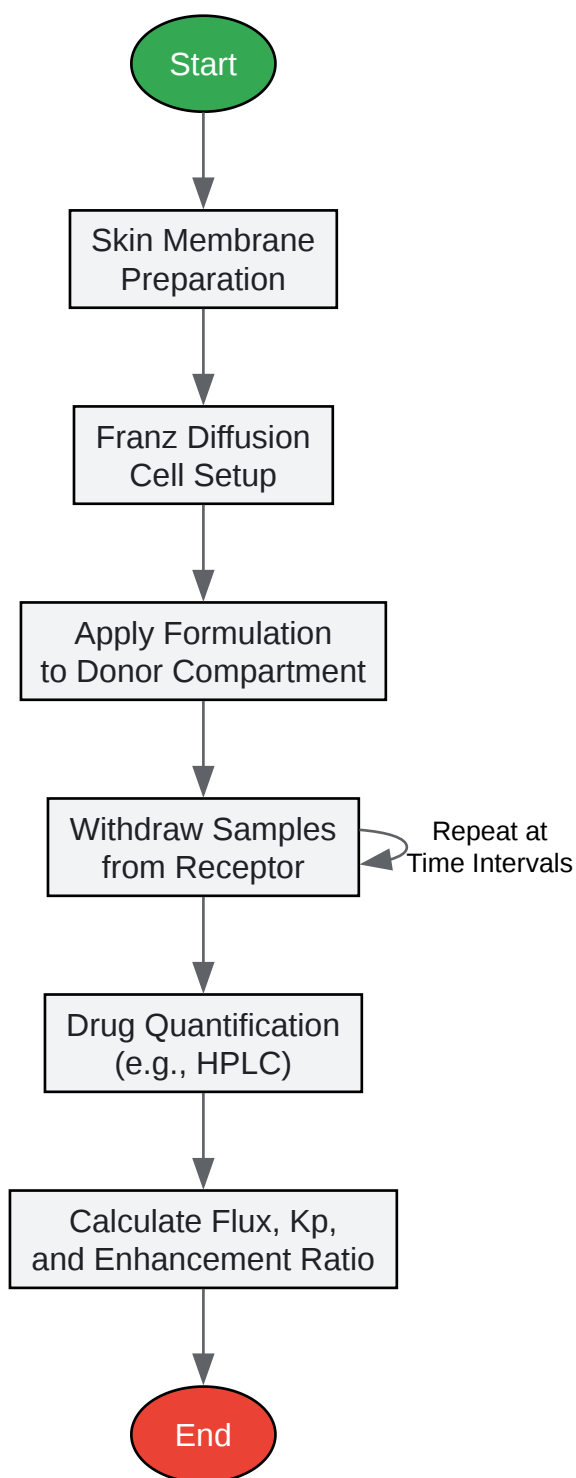 Start
Skin Membrane
Preparation
Franz Diffusion
Cell Setup
Apply Formulation
to Donor Compartment
Withdraw Samples
from Receptor
Repeat at
Time Intervals
Drug Quantification
(e.g., HPLC)
Calculate Flux, Kp,
and Enhancement Ratio
End